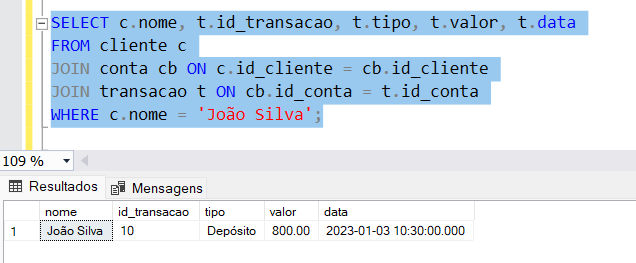 SELECT c.nome, t.id_transacao, t.tipo, t.valor, t.data
FROM cliente c
JOIN conta cb ON c.id_cliente = cb.id_cliente
JOIN transacao t ON cb.id_conta = t.id_conta
WHERE c.nome = 'João Silva';
109 %
Resultados Mensagens
nome id_transacao tipo valor data
1 João Silva 10 Depósito 800.00 2023-01-03 10:30:00.000